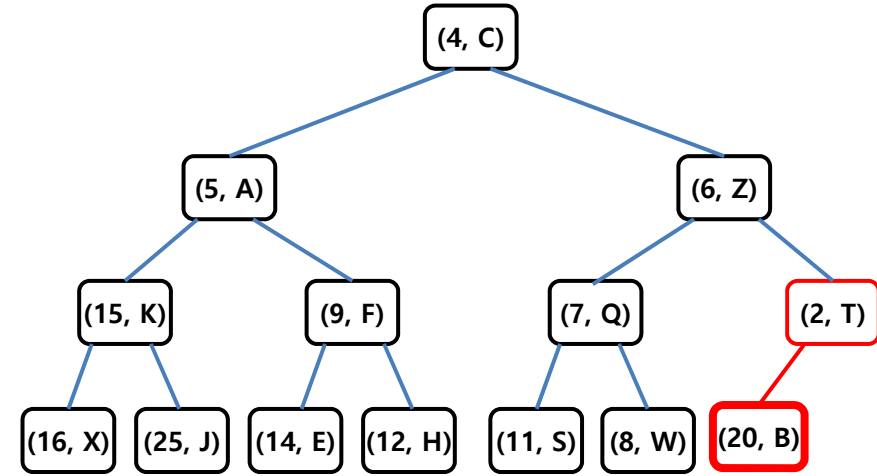 (4, C)
(5, A)
(6, Z)
(15, K)
(9, F)
(7, Q)
(2, T)
(16, X)
(25, J)
(14, E)
(12, H)
(11, S)
(8, W)
(20, B)